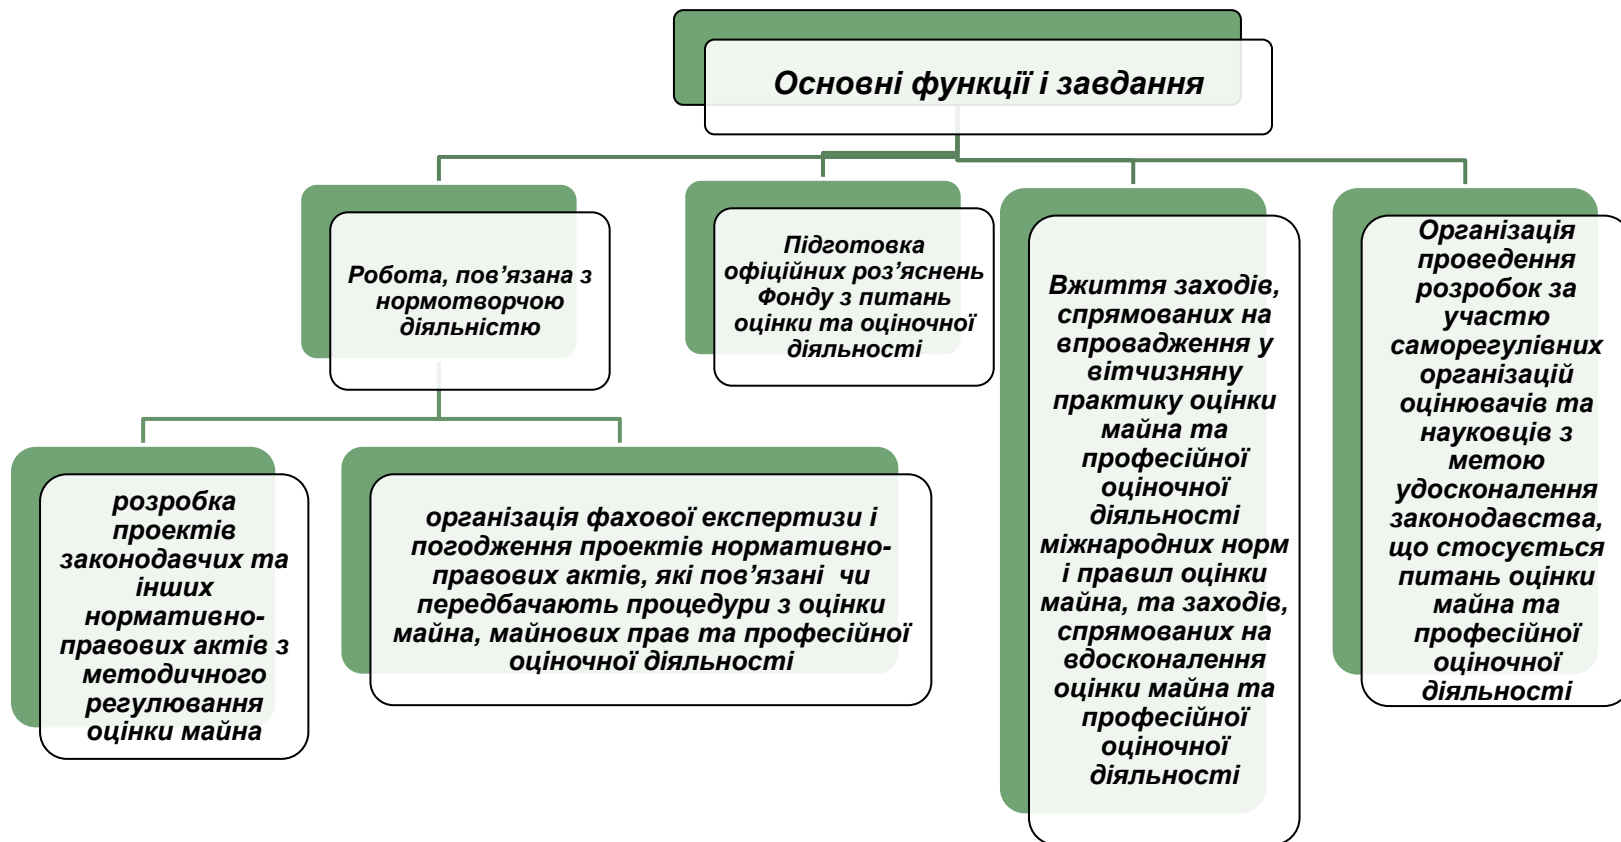 Основні функції і завдання
Робота, пов’язана з
нормотворчою
діяльністю
Підготовка
офіційних роз’яснень
Фонду з питань
оцінки та оціночної
діяльності
Вжиття заходів,
спрямованих на
впровадження у
вітчизняну
практику оцінки
майна та
професійної
оціночної
діяльності
міжнародних норм
і правил оцінки
майна, та заходів,
спрямованих на
вдосконалення
оцінки майна та
професійної
оціночної
діяльності
Організація
проведення
розробок за
участю
саморегулівних
організацій
оцінювачів та
науковців з
метою
удосконалення
законодавства,
що стосується
питань оцінки
майна та
професійної
оціночної
діяльності
розробка
проектів
законодавчих та
інших
нормативно-
правових актів з
методичного
регулювання
оцінки майна
організація фахової експертизи і
погодження проектів нормативно-
правових актів, які пов’язані  чи
передбачають процедури з оцінки
майна, майнових прав та професійної
оціночної діяльності